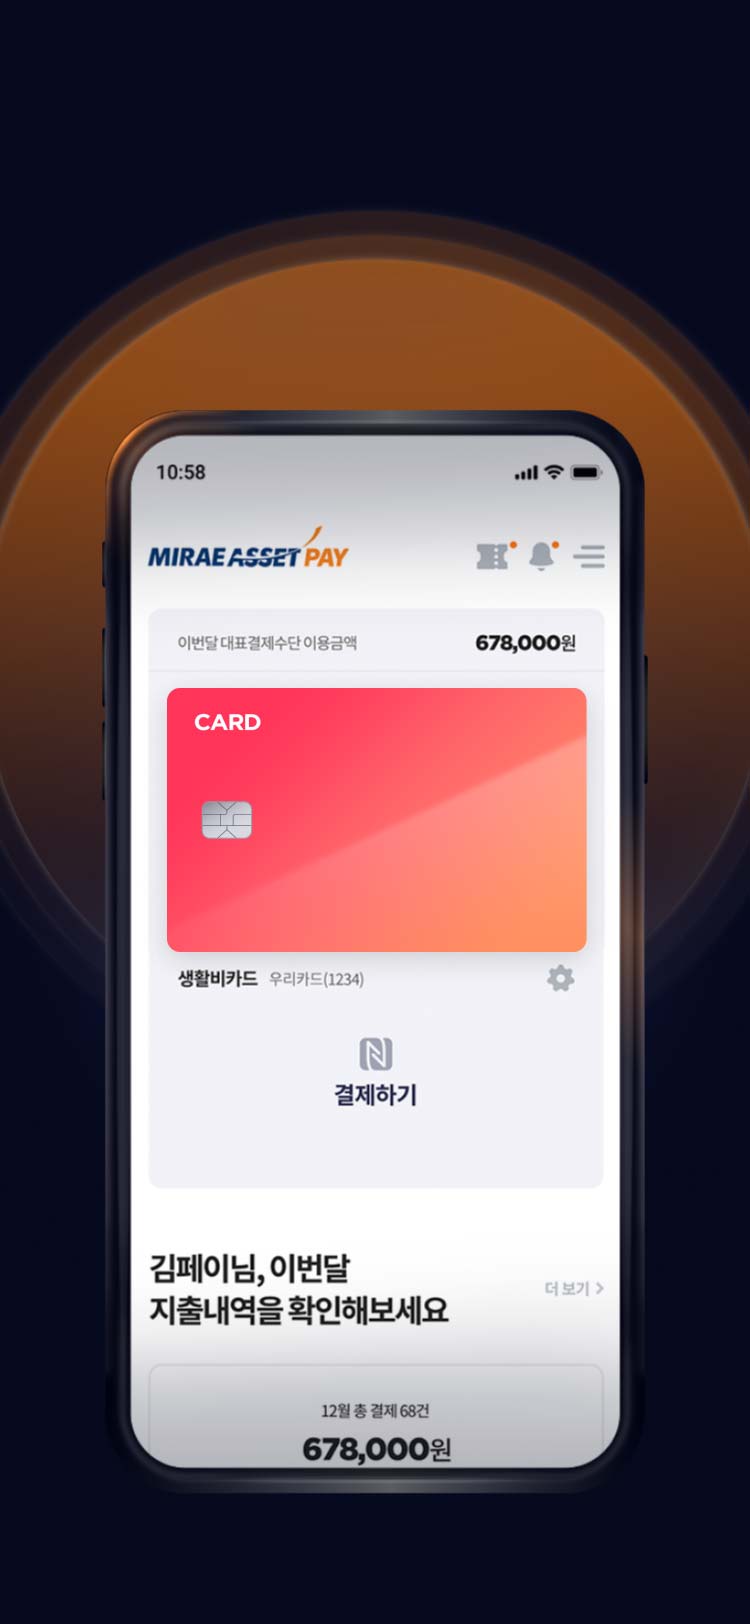 10:58
MIRAE ASSET PAY
이번달 대표결제수단 이용금액 678,000원
CARD
생활비카드 우리카드(1234)
결제하기
김페이님, 이번달
지출내역을 확인해보세요
더 보기 >
12월 총 결제 68건
678,000원